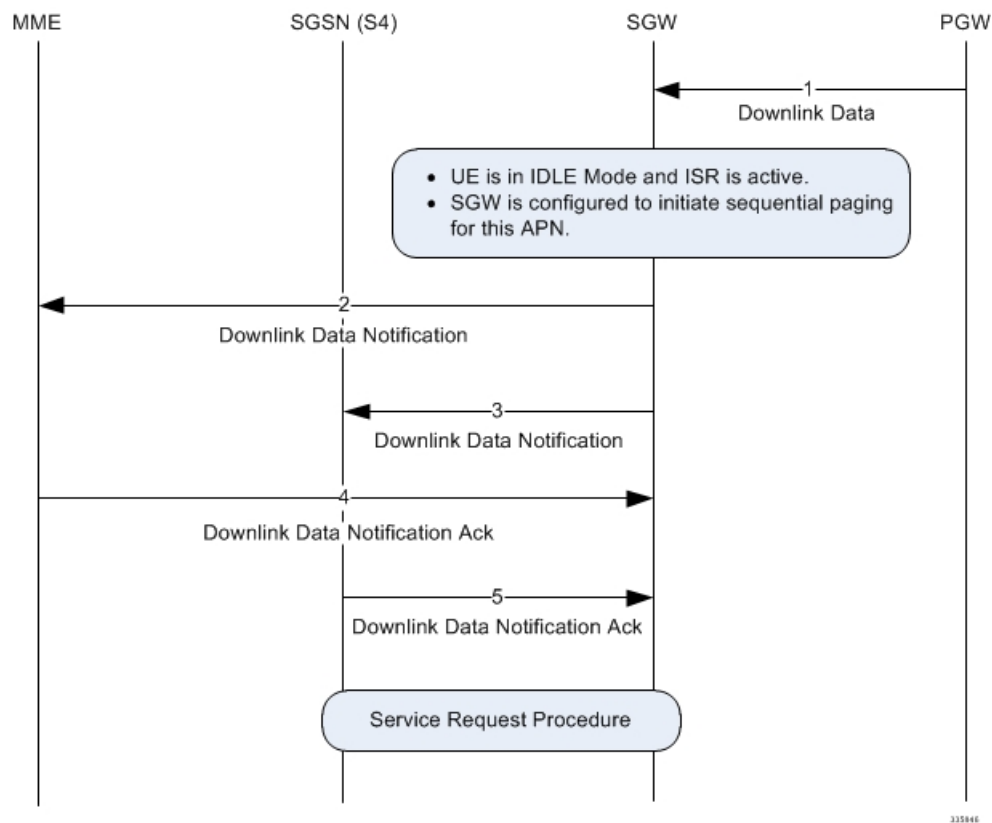 MME
SGSN (S4)
SGW
PGW
1
Downlink Data
• UE is in IDLE Mode and ISR is active.
• SGW is configured to initiate sequential paging
for this APN.
2
Downlink Data Notification
3
Downlink Data Notification
4
Downlink Data Notification Ack
5
Downlink Data Notification Ack
Service Request Procedure
335946